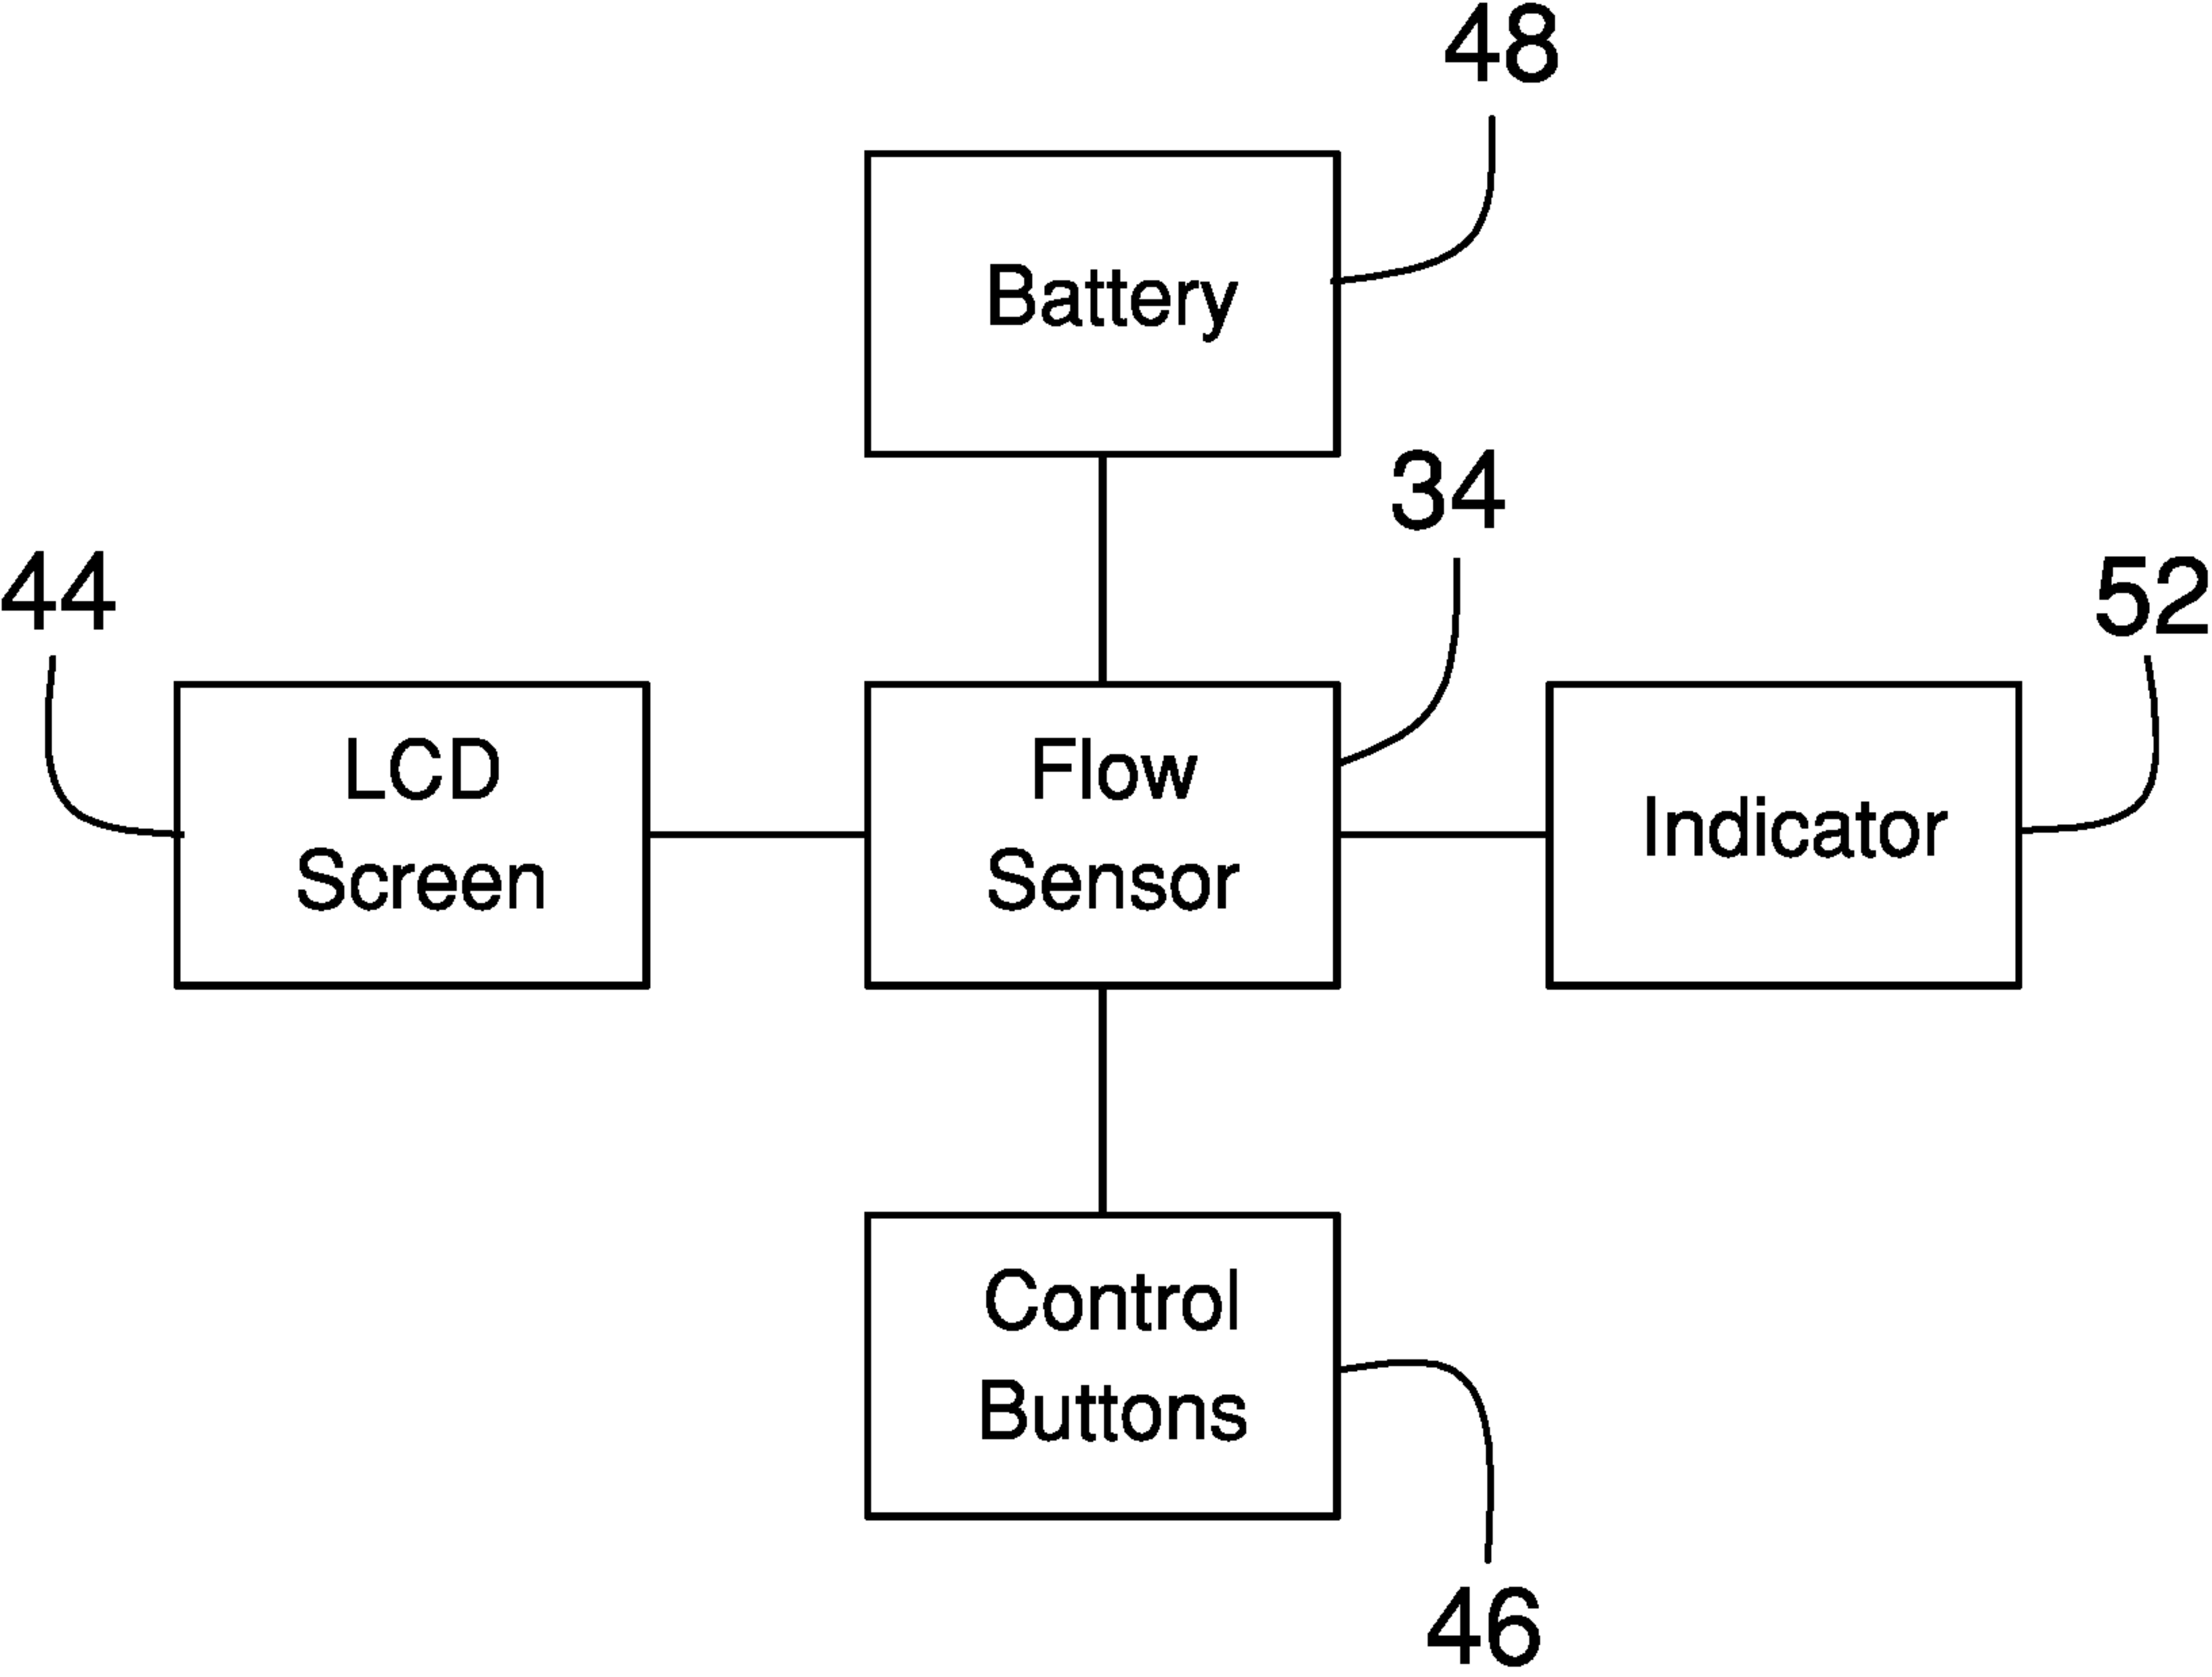 48
Battery
34
44
52
LCD
Screen
Flow
Sensor
Indicator
Control
Buttons
46